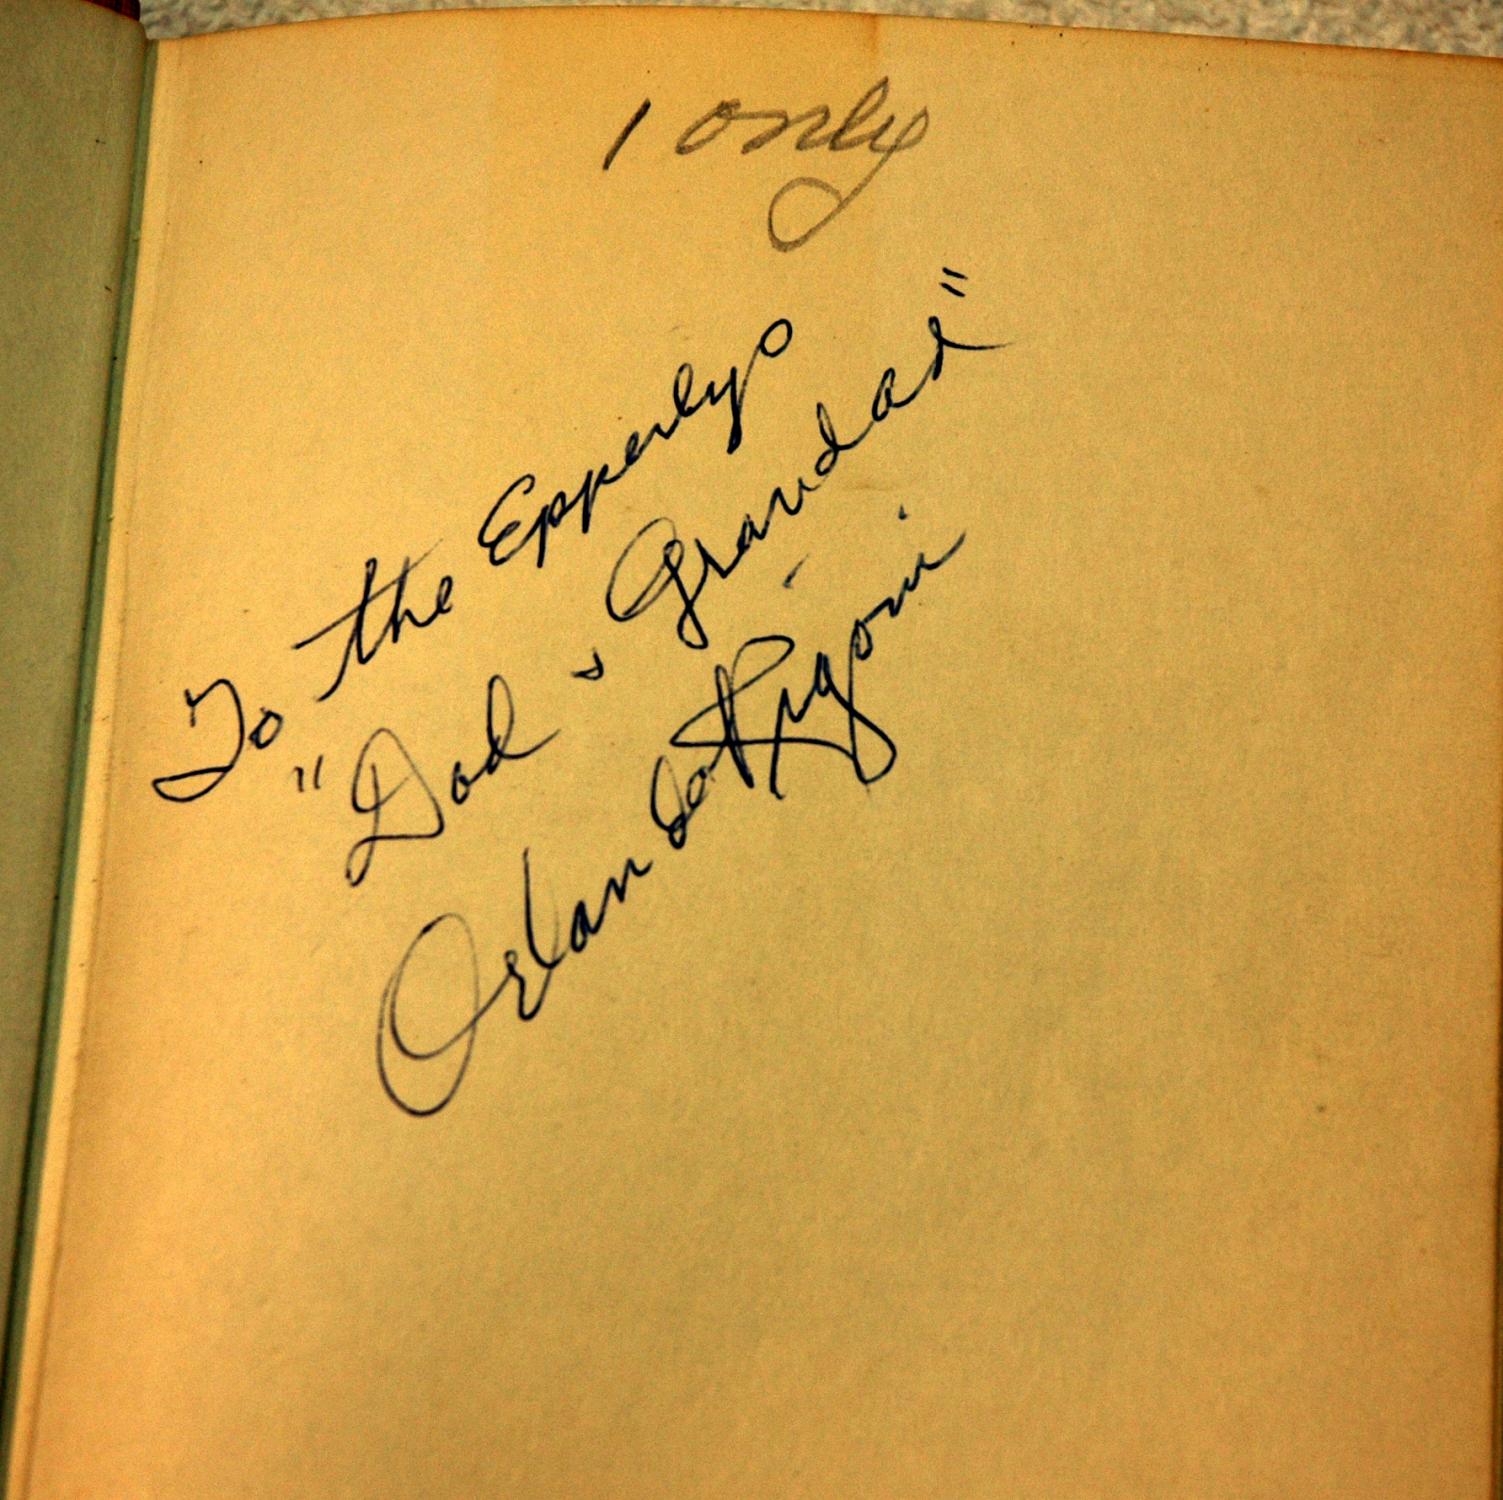 1 only
To the Epperlys
"Dad & Grandad"
Orlando Rigoni